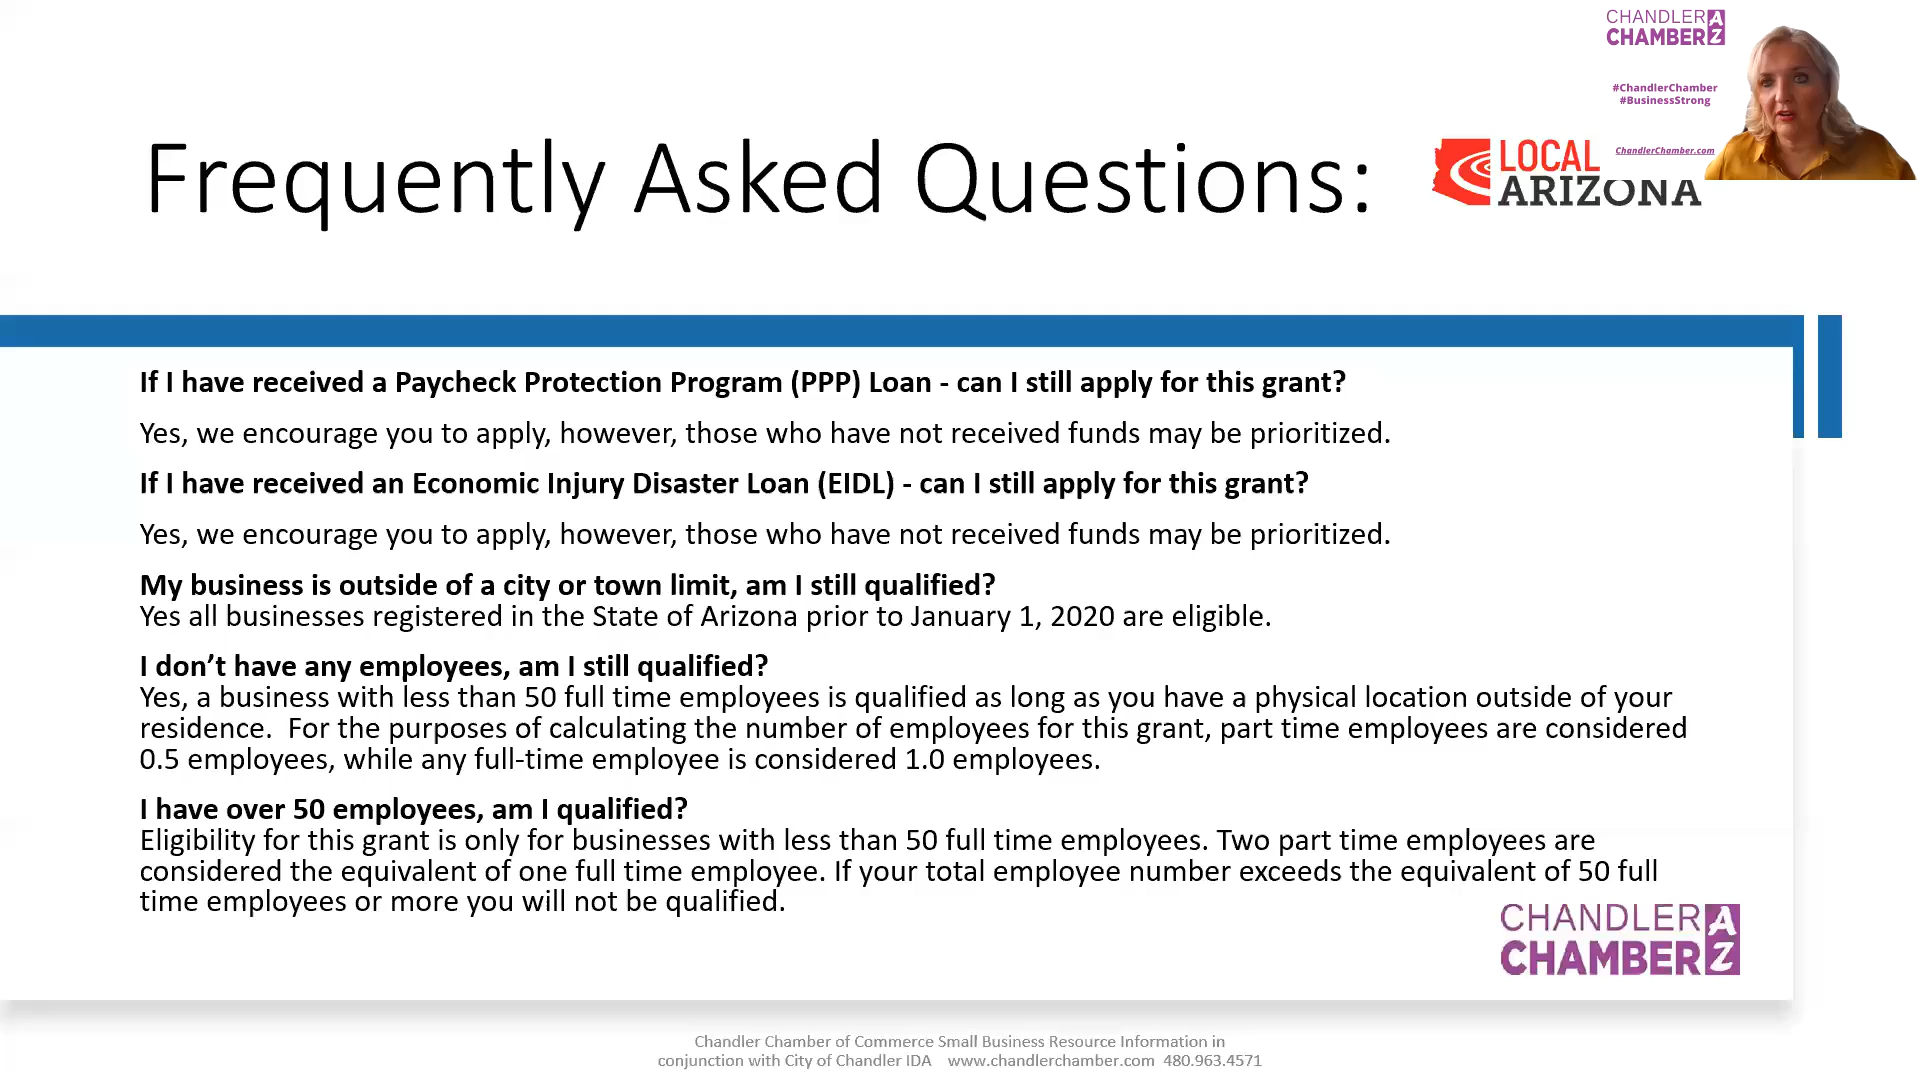 CHANDLER AZ
CHAMBER
#ChandlerChamber
#BusinessStrong
ChandlerChamber.com
Frequently Asked Questions:
LOCAL
ARIZONA
If I have received a Paycheck Protection Program (PPP) Loan - can I still apply for this grant?
Yes, we encourage you to apply, however, those who have not received funds may be prioritized.
If I have received an Economic Injury Disaster Loan (EIDL) - can I still apply for this grant?
Yes, we encourage you to apply, however, those who have not received funds may be prioritized.
My business is outside of a city or town limit, am I still qualified?
Yes all businesses registered in the State of Arizona prior to January 1, 2020 are eligible.
I don’t have any employees, am I still qualified?
Yes, a business with less than 50 full time employees is qualified as long as you have a physical location outside of your
residence.  For the purposes of calculating the number of employees for this grant, part time employees are considered
0.5 employees, while any full-time employee is considered 1.0 employees.
I have over 50 employees, am I qualified?
Eligibility for this grant is only for businesses with less than 50 full time employees. Two part time employees are
considered the equivalent of one full time employee. If your total employee number exceeds the equivalent of 50 full
time employees or more you will not be qualified.
CHANDLER AZ
CHAMBER
Chandler Chamber of Commerce Small Business Resource Information in
conjunction with City of Chandler IDA    www.chandlerchamber.com  480.963.4571